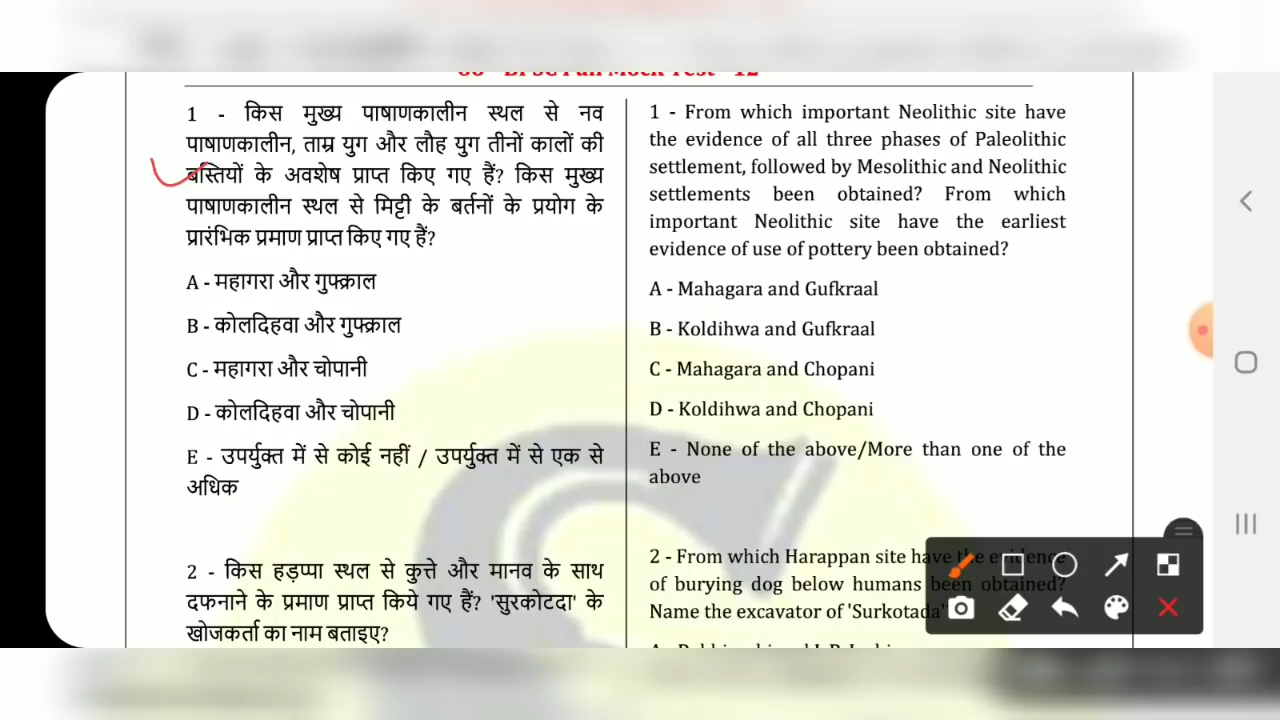 1 - किस मुख्य पाषाणकालीन स्थल से नव
पाषाणकालीन, ताम्र युग और लौह युग तीनों कालों की
बस्तियों के अवशेष प्राप्त किए गए हैं? किस मुख्य
पाषाणकालीन स्थल से मिट्टी के बर्तनों के प्रयोग के
प्रारंभिक प्रमाण प्राप्त किए गए हैं?
A - महागरा और गुफ्क्राल
B - कोलदिहवा और गुफ्क्राल
C - महागरा और चोपानी
D - कोलदिहवा और चोपानी
E - उपर्युक्त में से कोई नहीं / उपर्युक्त में से एक से
अधिक
2 - किस हड़प्पा स्थल से कुत्ते और मानव के साथ
दफनाने के प्रमाण प्राप्त किये गए हैं? 'सुरकोटदा' के
खोजकर्ता का नाम बताइए?
1 - From which important Neolithic site have
the evidence of all three phases of Paleolithic
settlement, followed by Mesolithic and Neolithic
settlements been obtained? From which
important Neolithic site have the earliest
evidence of use of pottery been obtained?
A - Mahagara and Gufkraal
B - Koldihwa and Gufkraal
C - Mahagara and Chopani
D - Koldihwa and Chopani
E - None of the above/More than one of the
above
2 - From which Harappan site have the evidence
of burying dog below humans been obtained?
Name the excavator of 'Surkotada'